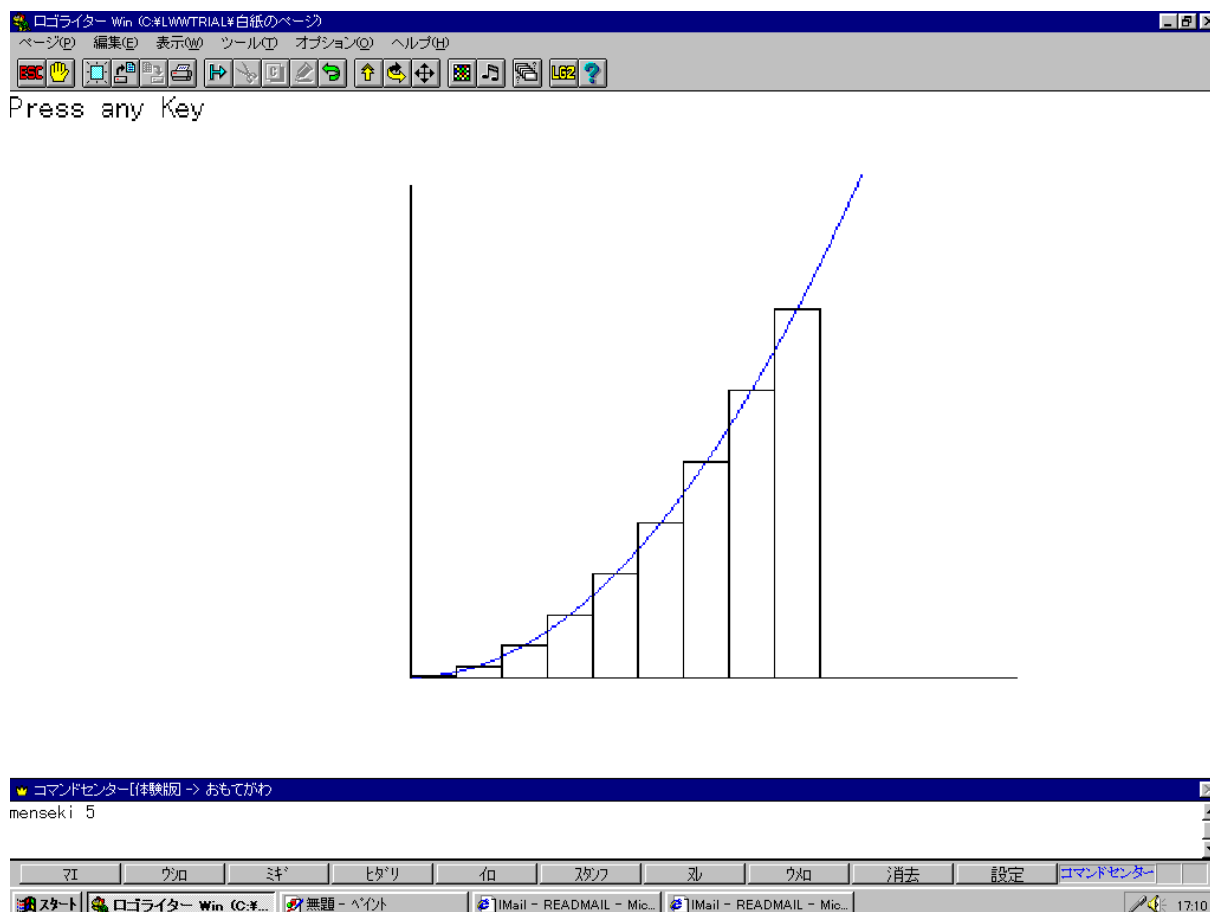 ロゴライター Win (C:¥LWWTRIAL¥白紙のページ)
ページ(P) 編集(E) 表示(W) ツール(T) オプション(O) ヘルプ(H)
ESC LG2 ?
Press any Key
コマンドセンター[体験版] -> おもてがわ
menseki 5
マエ ウシロ ミギ ヒダリ イロ スタンプ ヌレ ウメロ 消去 設定 コマンドセンター
スタート ロゴライター Win (C:¥... 無題 - ペイント IMail - READMAIL - Mic... IMail - READMAIL - Mic... 17:10